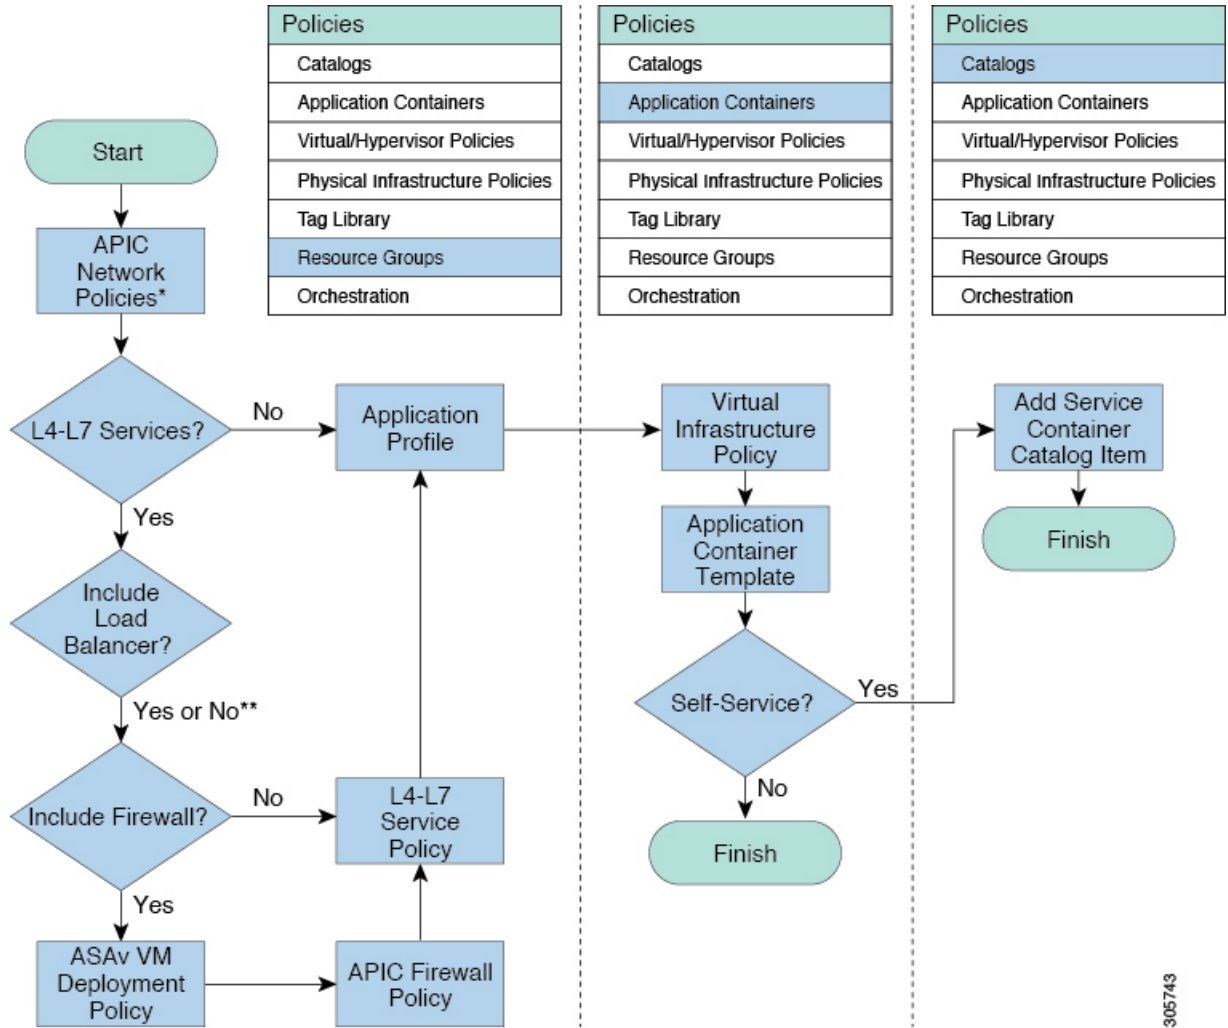 Policies
Catalogs
Application Containers
Virtual/Hypervisor Policies
Physical Infrastructure Policies
Tag Library
Resource Groups
Orchestration
Policies
Catalogs
Application Containers
Virtual/Hypervisor Policies
Physical Infrastructure Policies
Tag Library
Resource Groups
Orchestration
Policies
Catalogs
Application Containers
Virtual/Hypervisor Policies
Physical Infrastructure Policies
Tag Library
Resource Groups
Orchestration
Start
APIC
Network
Policies*
L4-L7 Services?
No
Yes
Include
Load
Balancer?
Yes or No**
Include Firewall?
No
Yes
ASAv VM
Deployment
Policy
APIC Firewall
Policy
L4-L7
Service
Policy
Application
Profile
Virtual
Infrastructure
Policy
Application
Container
Template
Self-Service?
Yes
No
Finish
Add Service
Container
Catalog Item
Finish
305743